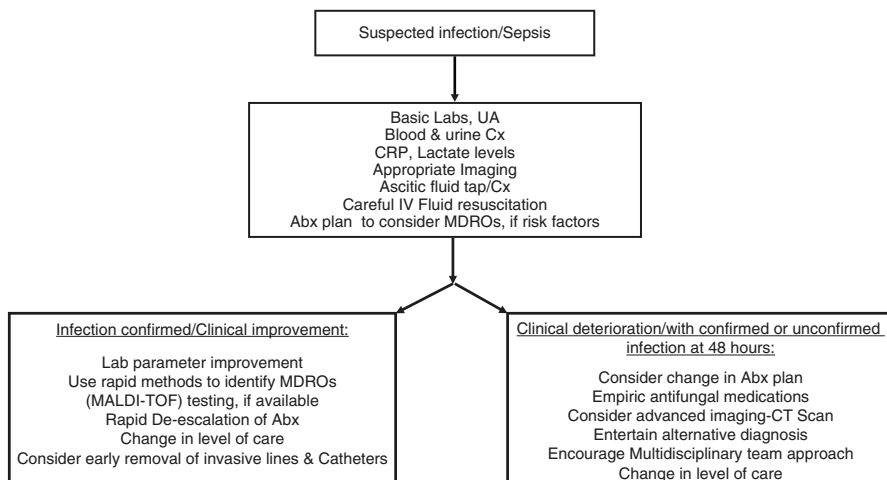 Suspected infection/Sepsis
Basic Labs, UA
Blood & urine Cx
CRP, Lactate levels
Appropriate Imaging
Ascitic fluid tap/Cx
Careful IV Fluid resuscitation
Abx plan to consider MDROs, if risk factors
Infection confirmed/Clinical improvement:
Lab parameter improvement
Use rapid methods to identify MDROs
(MALDI-TOF) testing, if available
Rapid De-escalation of Abx
Change in level of care
Consider early removal of invasive lines & Catheters
Clinical deterioration/with confirmed or unconfirmed
infection at 48 hours:
Consider change in Abx plan
Empiric antifungal medications
Consider advanced imaging-CT Scan
Entertain alternative diagnosis
Encourage Multidisciplinary team approach
Change in level of care